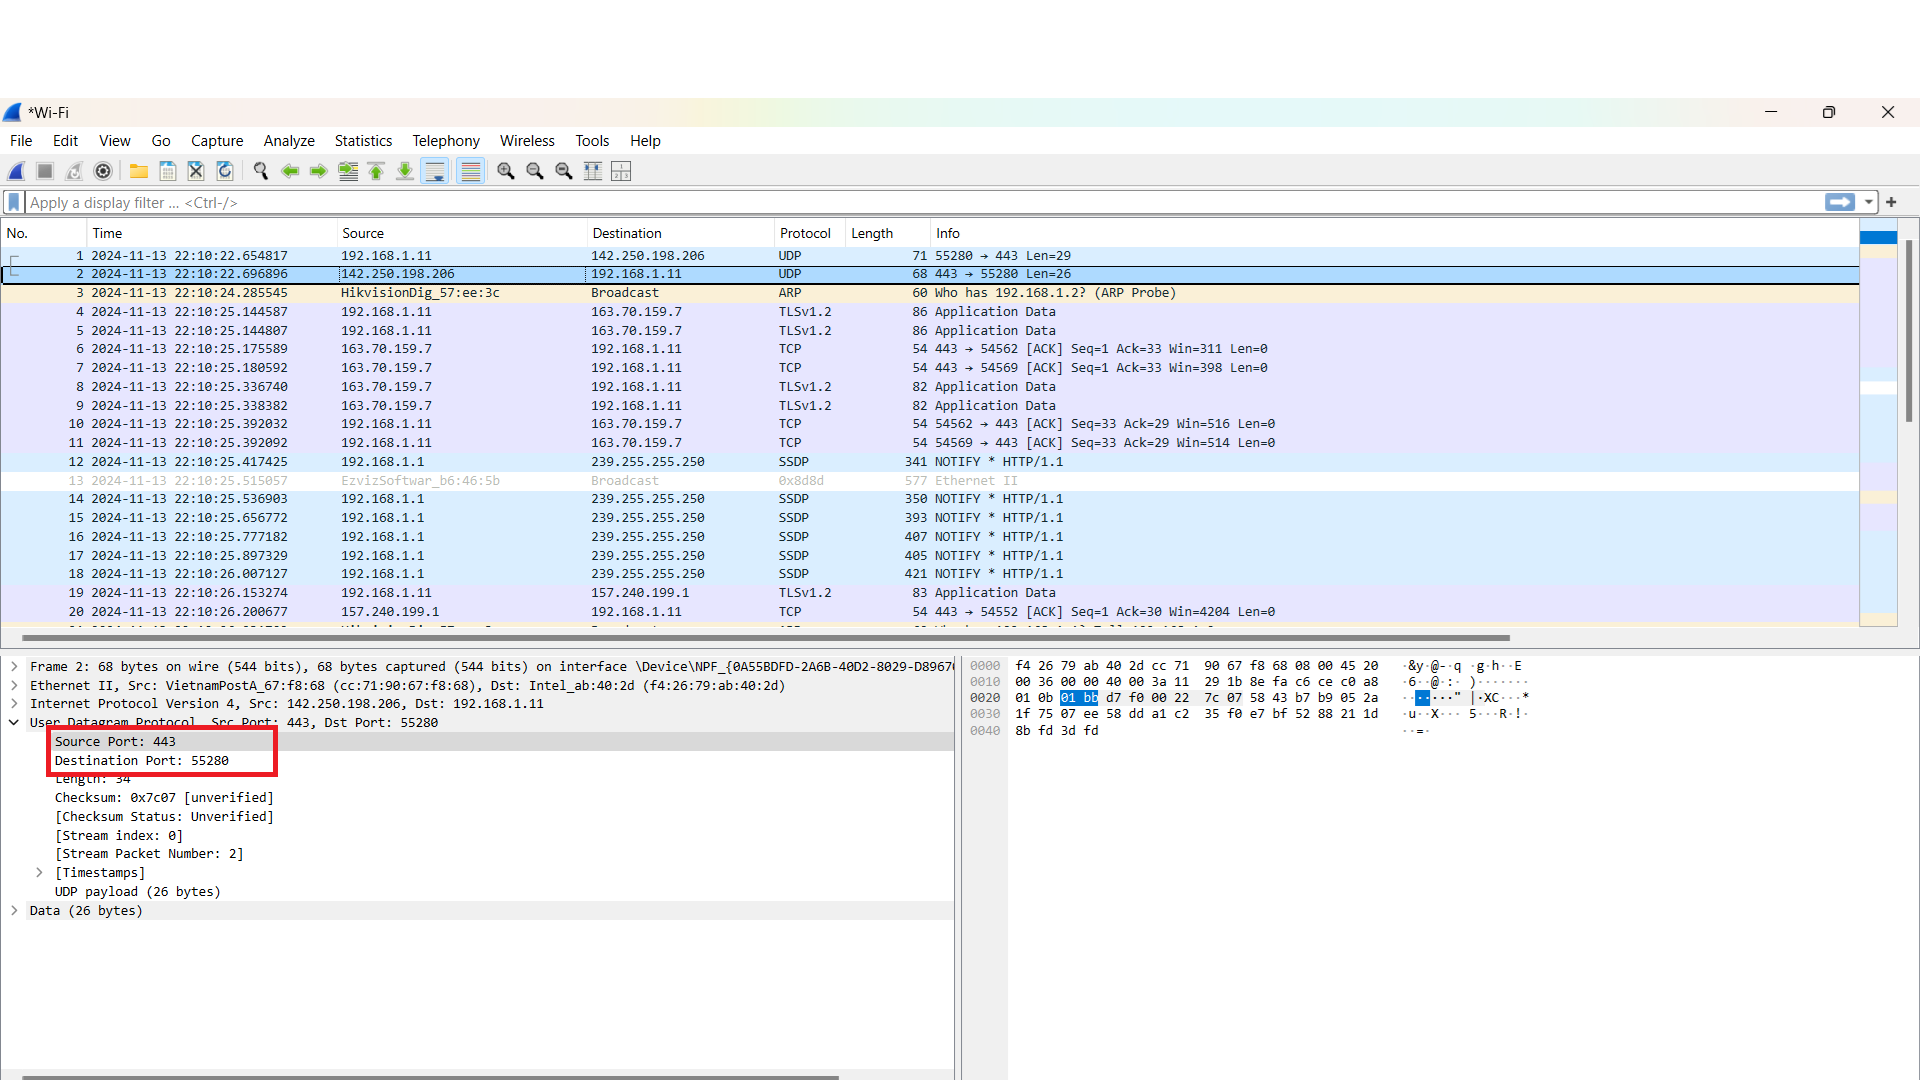 *Wi-Fi
File Edit View Go Capture Analyze Statistics Telephony Wireless Tools Help
Apply a display filter ... <Ctrl-/>
No. Time Source Destination Protocol Length Info
1 2024-11-13 22:10:22.654817 192.168.1.11 142.250.198.206 UDP 71 55280 → 443 Len=29
2 2024-11-13 22:10:22.696896 142.250.198.206 192.168.1.11 UDP 68 443 → 55280 Len=26
3 2024-11-13 22:10:24.285545 HikvisionDig_57:ee:3c Broadcast ARP 60 Who has 192.168.1.2? (ARP Probe)
4 2024-11-13 22:10:25.144587 192.168.1.11 163.70.159.7 TLSv1.2 86 Application Data
5 2024-11-13 22:10:25.144807 192.168.1.11 163.70.159.7 TLSv1.2 86 Application Data
6 2024-11-13 22:10:25.175589 163.70.159.7 192.168.1.11 TCP 54 443 → 54562 [ACK] Seq=1 Ack=33 Win=311 Len=0
7 2024-11-13 22:10:25.180592 163.70.159.7 192.168.1.11 TCP 54 443 → 54569 [ACK] Seq=1 Ack=33 Win=398 Len=0
8 2024-11-13 22:10:25.336740 163.70.159.7 192.168.1.11 TLSv1.2 82 Application Data
9 2024-11-13 22:10:25.338382 163.70.159.7 192.168.1.11 TLSv1.2 82 Application Data
10 2024-11-13 22:10:25.392032 192.168.1.11 163.70.159.7 TCP 54 54562 → 443 [ACK] Seq=33 Ack=29 Win=516 Len=0
11 2024-11-13 22:10:25.392092 192.168.1.11 163.70.159.7 TCP 54 54569 → 443 [ACK] Seq=33 Ack=29 Win=514 Len=0
12 2024-11-13 22:10:25.417425 192.168.1.1 239.255.255.250 SSDP 341 NOTIFY * HTTP/1.1
13 2024-11-13 22:10:25.515057 EzvizSoftwar_b6:46:5b Broadcast 0x8d8d 577 Ethernet II
14 2024-11-13 22:10:25.536903 192.168.1.1 239.255.255.250 SSDP 350 NOTIFY * HTTP/1.1
15 2024-11-13 22:10:25.656772 192.168.1.1 239.255.255.250 SSDP 393 NOTIFY * HTTP/1.1
16 2024-11-13 22:10:25.777182 192.168.1.1 239.255.255.250 SSDP 407 NOTIFY * HTTP/1.1
17 2024-11-13 22:10:25.897329 192.168.1.1 239.255.255.250 SSDP 405 NOTIFY * HTTP/1.1
18 2024-11-13 22:10:26.007127 192.168.1.1 239.255.255.250 SSDP 421 NOTIFY * HTTP/1.1
19 2024-11-13 22:10:26.153274 192.168.1.11 157.240.199.1 TLSv1.2 83 Application Data
20 2024-11-13 22:10:26.200677 157.240.199.1 192.168.1.11 TCP 54 443 → 54552 [ACK] Seq=1 Ack=30 Win=4204 Len=0
Frame 2: 68 bytes on wire (544 bits), 68 bytes captured (544 bits) on interface \Device\NPF_{0A55BDFD-2A6B-40D2-8029-D8967
Ethernet II, Src: VietnamPostA_67:f8:68 (cc:71:90:67:f8:68), Dst: Intel_ab:40:2d (f4:26:79:ab:40:2d)
Internet Protocol Version 4, Src: 142.250.198.206, Dst: 192.168.1.11
User Datagram Protocol, Src Port: 443, Dst Port: 55280
Source Port: 443
Destination Port: 55280
Length: 34
Checksum: 0x7c07 [unverified]
[Checksum Status: Unverified]
[Stream index: 0]
[Stream Packet Number: 2]
[Timestamps]
UDP payload (26 bytes)
Data (26 bytes)
0000 f4 26 79 ab 40 2d cc 71 90 67 f8 68 08 00 45 20 ·&y·@-·q ·g·h··E
0010 00 36 00 00 40 00 3a 11 29 1b 8e fa c6 ce c0 a8 ·6··@·:· )·······
0020 01 0b 01 bb d7 f0 00 22 7c 07 58 43 b7 b9 05 2a ·······" |·XC···*
0030 1f 75 07 ee 58 dd a1 c2 35 f0 e7 bf 52 88 21 1d ·u··X··· 5···R·!·
0040 8b fd 3d fd ··=·